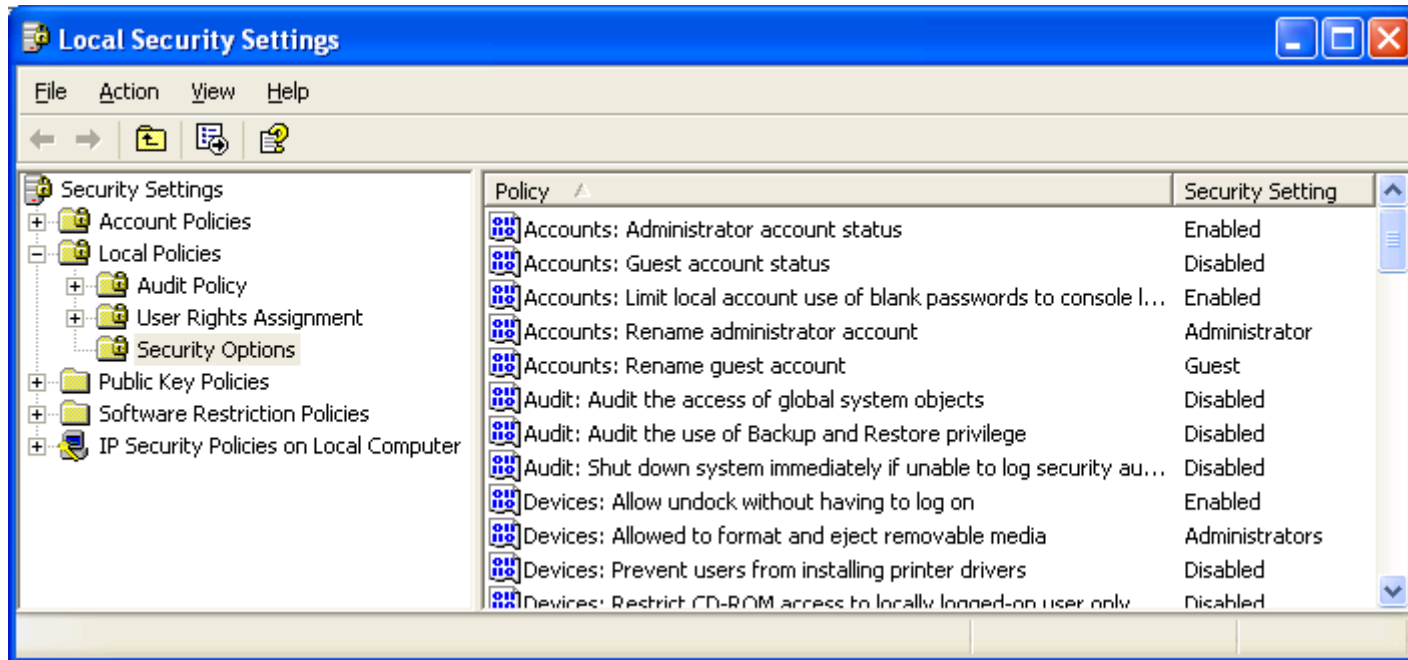 Local Security Settings
File Action View Help
Security Settings
Account Policies
Local Policies
Audit Policy
User Rights Assignment
Security Options
Public Key Policies
Software Restriction Policies
IP Security Policies on Local Computer
Policy Security Setting
Accounts: Administrator account status Enabled
Accounts: Guest account status Disabled
Accounts: Limit local account use of blank passwords to console l... Enabled
Accounts: Rename administrator account Administrator
Accounts: Rename guest account Guest
Audit: Audit the access of global system objects Disabled
Audit: Audit the use of Backup and Restore privilege Disabled
Audit: Shut down system immediately if unable to log security au... Disabled
Devices: Allow undock without having to log on Enabled
Devices: Allowed to format and eject removable media Administrators
Devices: Prevent users from installing printer drivers Disabled
Devices: Restrict CD-ROM access to locally logged-on user only Disabled